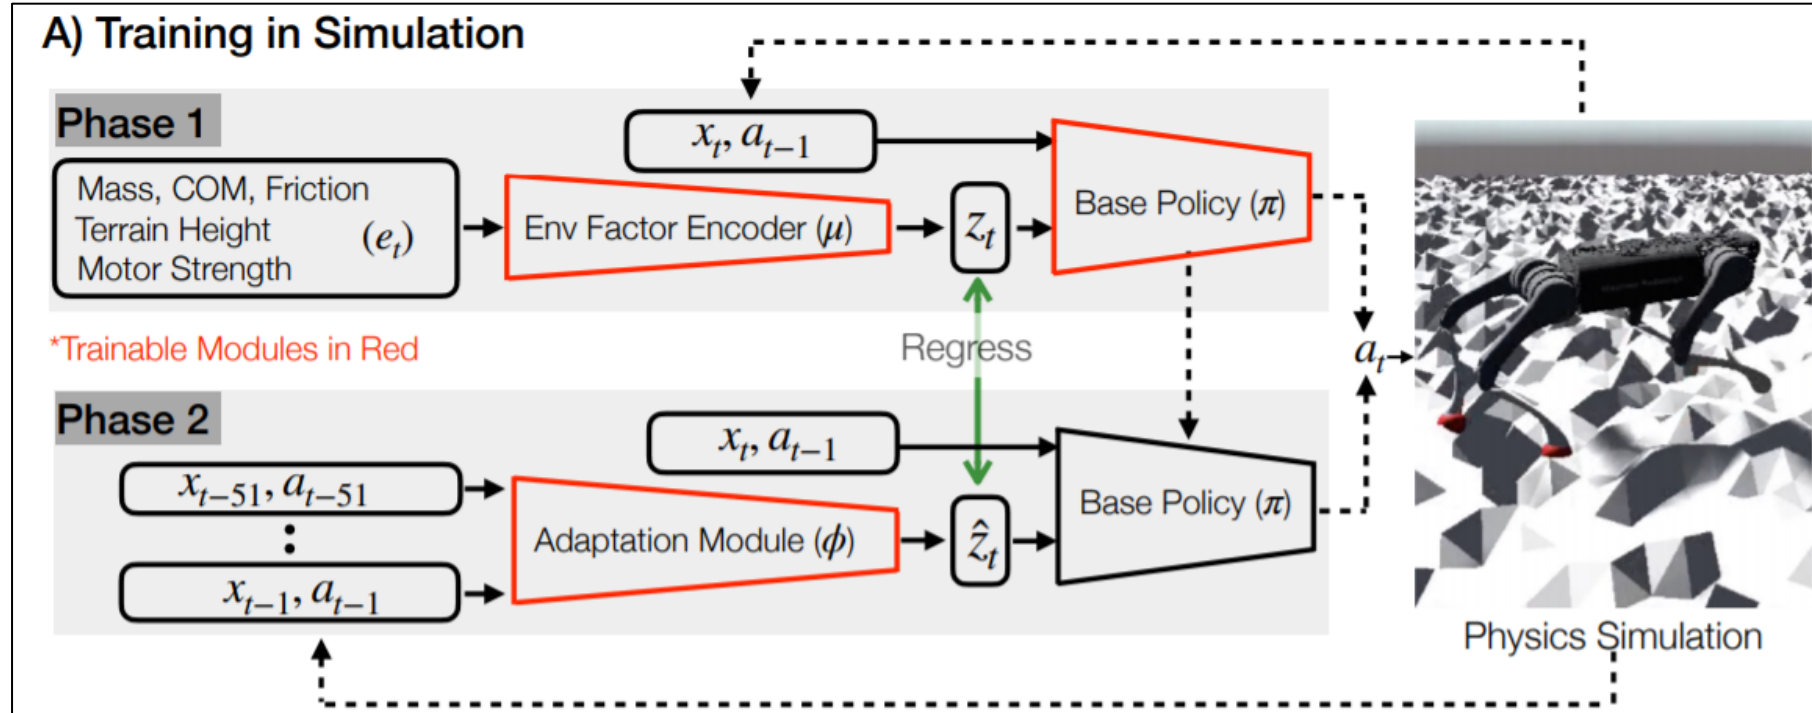 A) Training in Simulation
Phase 1
x_t, a_{t−1}
Mass, COM, Friction
Terrain Height
Motor Strength
(e_t)
Env Factor Encoder (μ)
z_t
Base Policy (π)
*Trainable Modules in Red
Regress
a_t
Phase 2
x_t, a_{t−1}
x_{t−51}, a_{t−51}
⋮
x_{t−1}, a_{t−1}
Adaptation Module (ϕ)
ẑ_t
Base Policy (π)
Physics Simulation